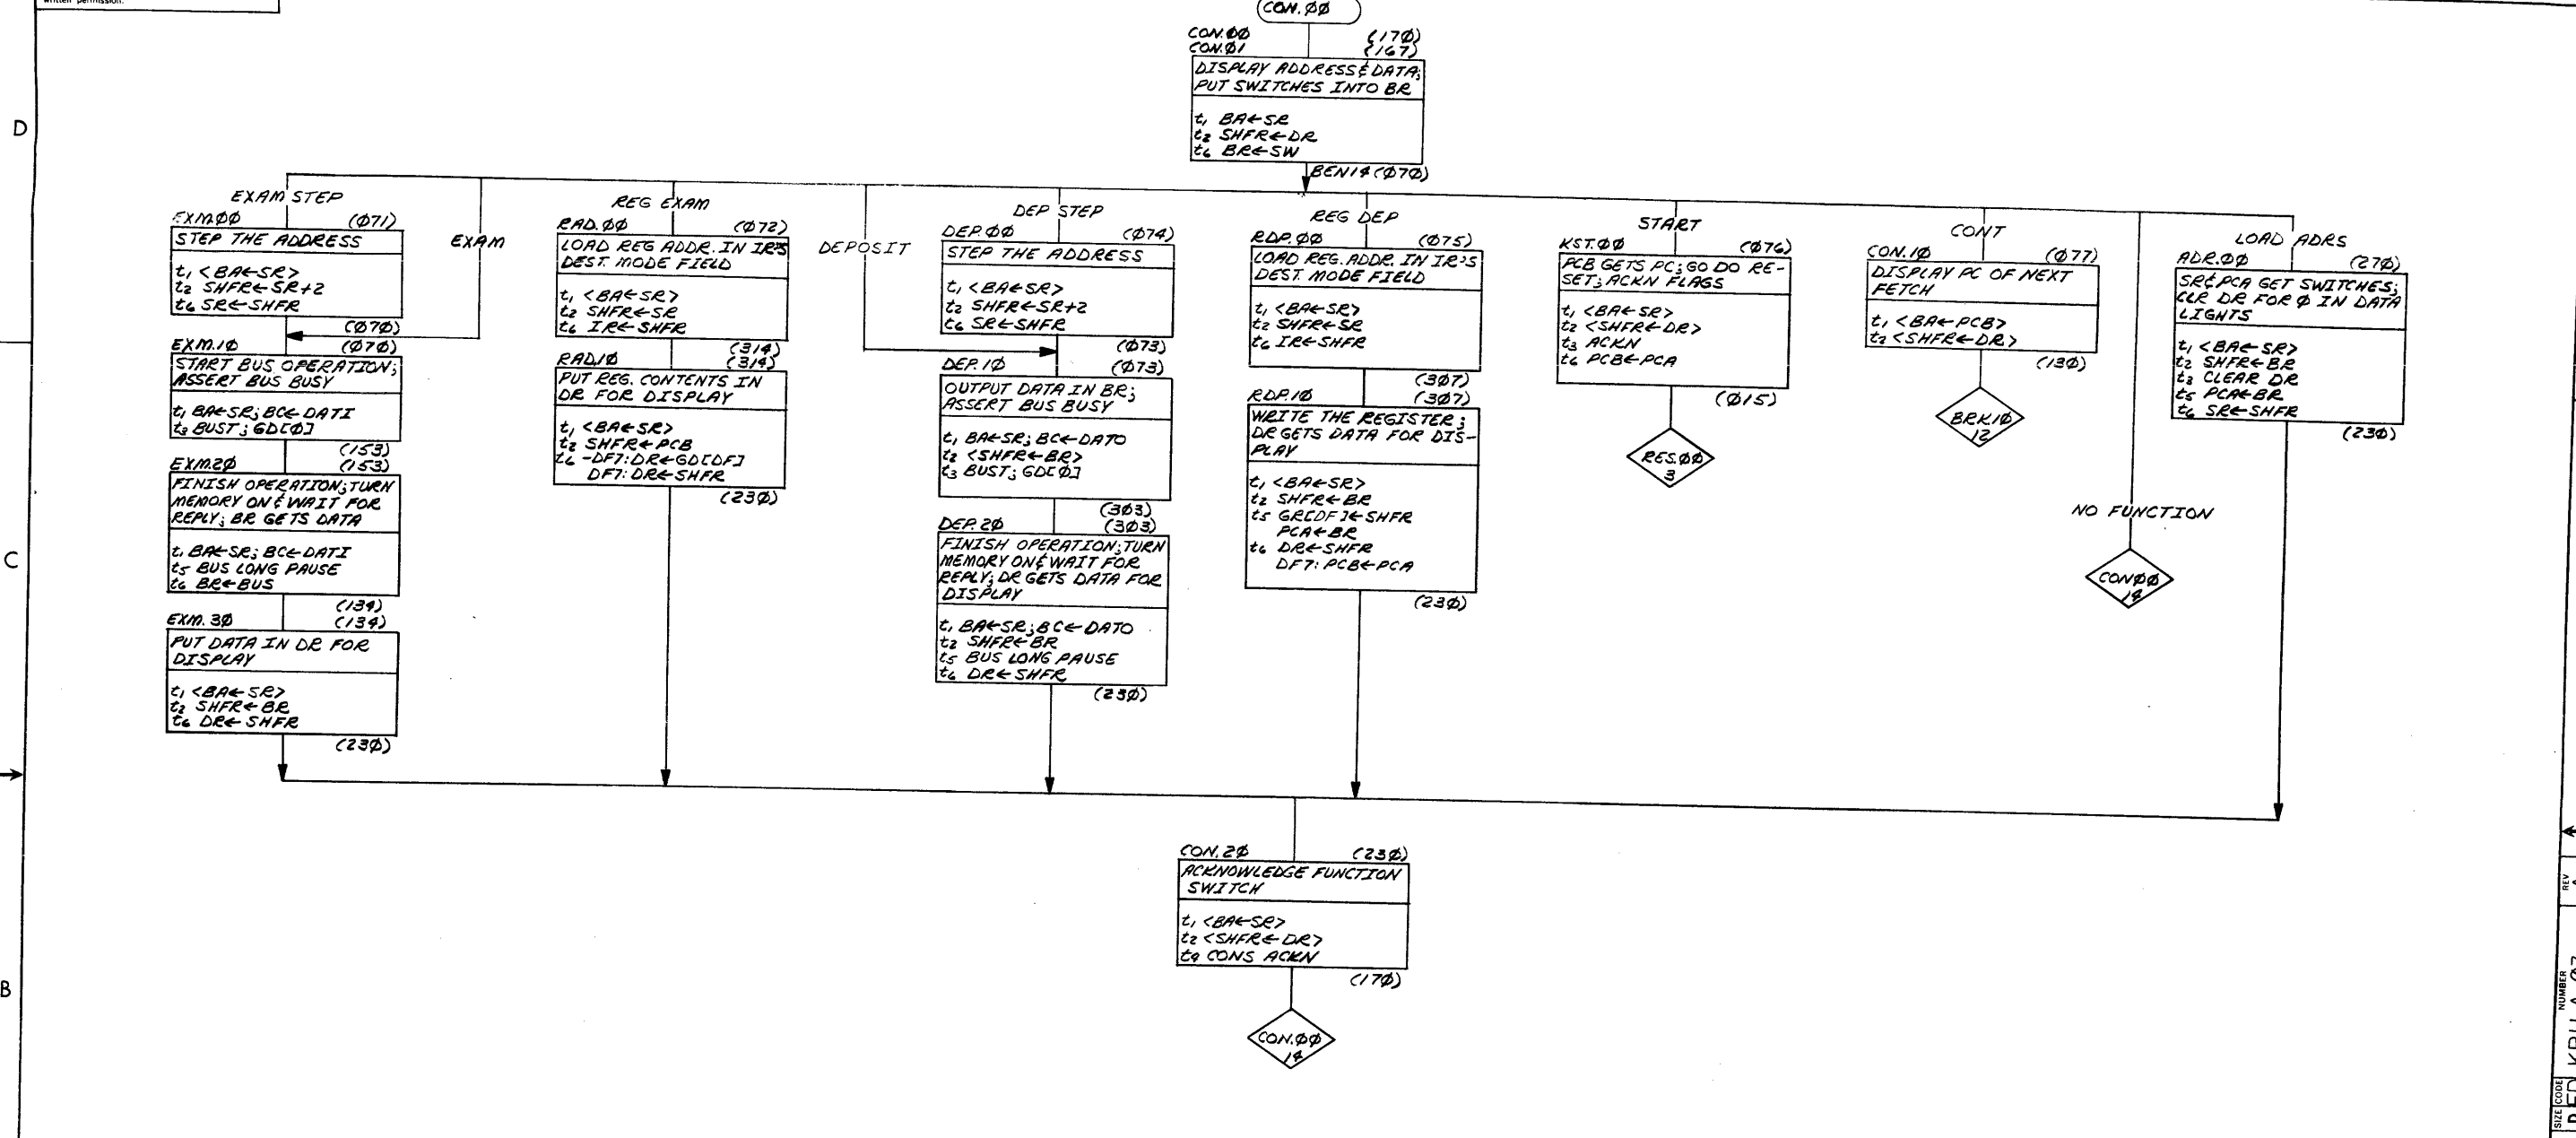 written permission.
CON.ØØ
CON.ØØ (17Ø)
CON.Ø1 (167)
DISPLAY ADDRESS & DATA;
PUT SWITCHES INTO BR
t1 BA←SR
t2 SHFR←DR
t6 BR←SW
BEN14 (Ø7Ø)
D
EXAM STEP
EXM.ØØ (Ø71)
STEP THE ADDRESS
t1 <BA←SR>
t2 SHFR←SR+2
t6 SR←SHFR
(Ø7Ø)
EXAM
EXM.1Ø (Ø7Ø)
START BUS OPERATION;
ASSERT BUS BUSY
t1 BA←SR; BC←DATI
t3 BUST; GD[Ø]
(153)
EXM.2Ø (153)
FINISH OPERATION; TURN
MEMORY ON & WAIT FOR
REPLY; BR GETS DATA
t1 BA←SR; BC←DATI
t5 BUS LONG PAUSE
t6 BR←BUS
(134)
EXM.3Ø (134)
PUT DATA IN DR FOR
DISPLAY
t1 <BA←SR>
t2 SHFR←BR
t6 DR←SHFR
(23Ø)
REG EXAM
RAD.ØØ (Ø72)
LOAD REG ADDR. IN IR'S
DEST. MODE FIELD
t1 <BA←SR>
t2 SHFR←SR
t6 IR←SHFR
(314)
RAD.1Ø (314)
PUT REG. CONTENTS IN
DR FOR DISPLAY
t1 <BA←SR>
t2 SHFR←PCB
t6 -DF7: DR←GD[DF]
DF7: DR←SHFR
(23Ø)
DEPOSIT
DEP STEP
DEP.ØØ (Ø74)
STEP THE ADDRESS
t1 <BA←SR>
t2 SHFR←SR+2
t6 SR←SHFR
(Ø73)
DEP.1Ø (Ø73)
OUTPUT DATA IN BR;
ASSERT BUS BUSY
t1 BA←SR; BC←DATO
t2 <SHFR←BR>
t3 BUST; GD[Ø]
(3Ø3)
DEP.2Ø (3Ø3)
FINISH OPERATION; TURN
MEMORY ON & WAIT FOR
REPLY; DR GETS DATA FOR
DISPLAY
t1 BA←SR; BC←DATO
t2 SHFR←BR
t5 BUS LONG PAUSE
t6 DR←SHFR
(23Ø)
REG DEP
RDP.ØØ (Ø75)
LOAD REG. ADDR. IN IR'S
DEST. MODE FIELD
t1 <BA←SR>
t2 SHFR←SR
t6 IR←SHFR
(3Ø7)
RDP.1Ø (3Ø7)
WRITE THE REGISTER;
DR GETS DATA FOR DIS-
PLAY
t1 <BA←SR>
t2 SHFR←BR
t5 GR[DF]←SHFR
PCA←BR
t6 DR←SHFR
DF7: PCB←PCA
(23Ø)
START
KST.ØØ (Ø76)
PCB GETS PC; GO DO RE-
SET; ACKN FLAGS
t1 <BA←SR>
t2 <SHFR←DR>
t3 ACKN
t6 PCB←PCA
(Ø15)
RES.ØØ
3
CONT
CON.1Ø (Ø77)
DISPLAY PC OF NEXT
FETCH
t1 <BA←PCB>
t2 <SHFR←DR>
(13Ø)
BRK.1Ø
12
NO FUNCTION
CONØØ
14
LOAD ADRS
ADR.ØØ (27Ø)
SR & PCA GET SWITCHES;
CLR DR FOR Ø IN DATA
LIGHTS
t1 <BA←SR>
t2 SHFR←BR
t3 CLEAR DR
t5 PCA←BR
t6 SR←SHFR
(23Ø)
C
CON.2Ø (23Ø)
ACKNOWLEDGE FUNCTION
SWITCH
t1 <BA←SR>
t2 <SHFR←DR>
t4 CONS ACKN
(17Ø)
CON.ØØ
14
B
REV
NUMBER
SIZE CODE